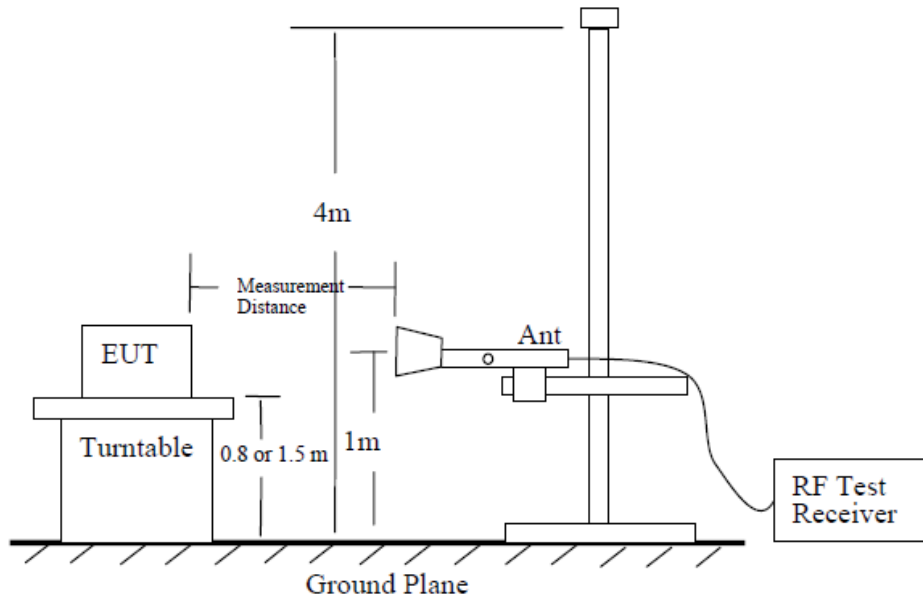 4m
Measurement
Distance
Ant
EUT
Turntable
0.8 or 1.5 m
1m
RF Test
Receiver
Ground Plane